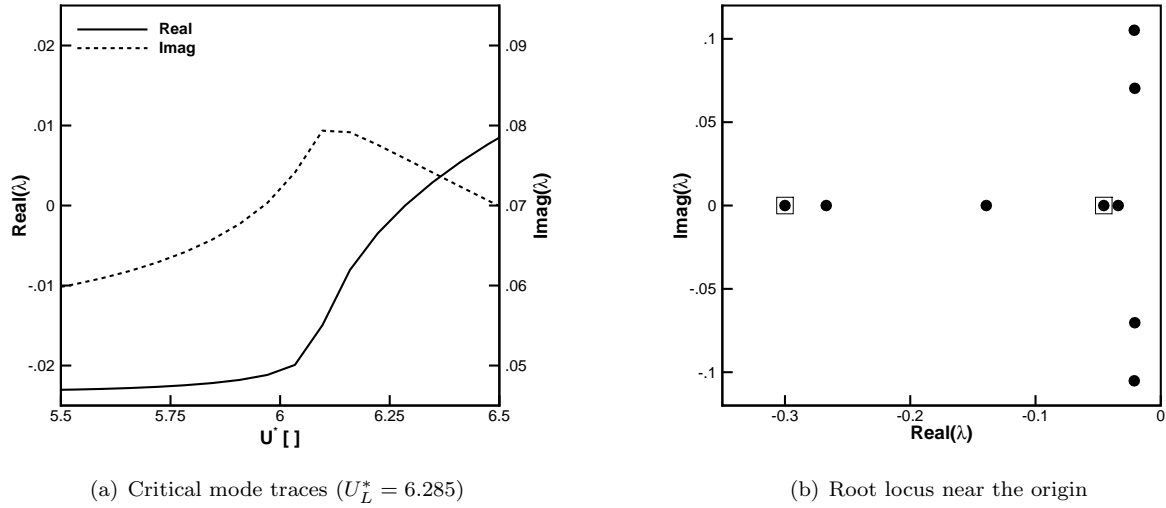 Real
Imag
.02
.01
0
-.01
-.02
Real(λ)
.09
.08
.07
.06
.05
Imag(λ)
5.5
5.75
6
6.25
6.5
U* [ ]
(a) Critical mode traces (U*L = 6.285)
.1
.05
0
-.05
-.1
Imag(λ)
-0.3
-0.2
-0.1
0
Real(λ)
(b) Root locus near the origin